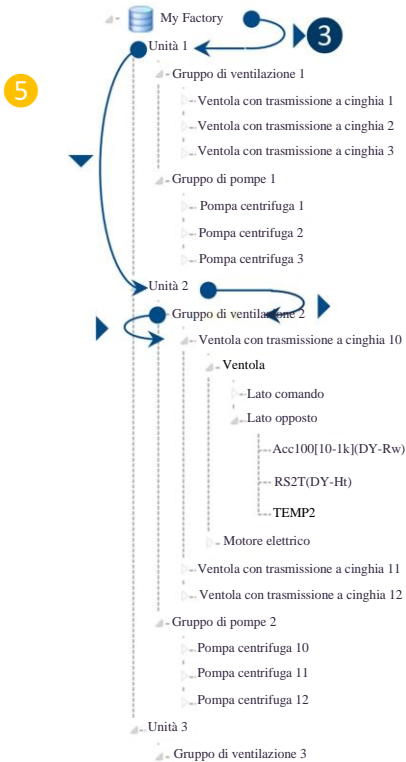 My Factory
3
Unità 1
Gruppo di ventilazione 1
5
Ventola con trasmissione a cinghia 1
Ventola con trasmissione a cinghia 2
Ventola con trasmissione a cinghia 3
Gruppo di pompe 1
Pompa centrifuga 1
Pompa centrifuga 2
Pompa centrifuga 3
Unità 2
Gruppo di ventilazione 2
Ventola con trasmissione a cinghia 10
Ventola
Lato comando
Lato opposto
Acc100[10-1k](DY-Rw)
RS2T(DY-Ht)
TEMP2
Motore elettrico
Ventola con trasmissione a cinghia 11
Ventola con trasmissione a cinghia 12
Gruppo di pompe 2
Pompa centrifuga 10
Pompa centrifuga 11
Pompa centrifuga 12
Unità 3
Gruppo di ventilazione 3